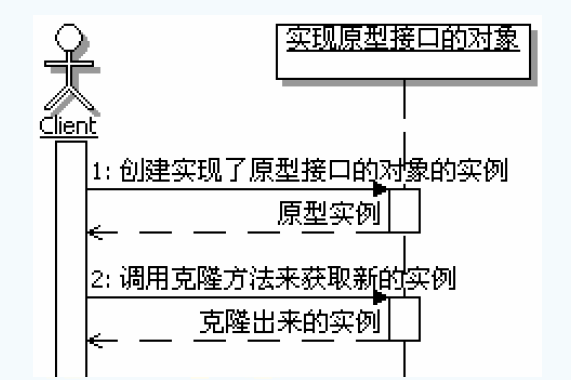 实现原型接口的对象
Client
1: 创建实现了原型接口的对象的实例
原型实例
2: 调用克隆方法来获取新的实例
克隆出来的实例